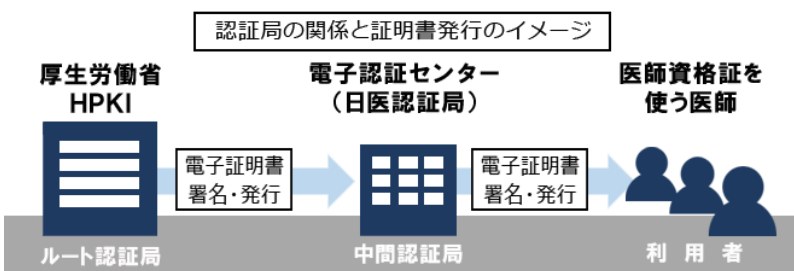 認証局の関係と証明書発行のイメージ
厚生労働省
HPKI
電子認証センター
（日医認証局）
医師資格証を
使う医師
電子証明書
署名・発行
電子証明書
署名・発行
ルート認証局
中間認証局
利用者